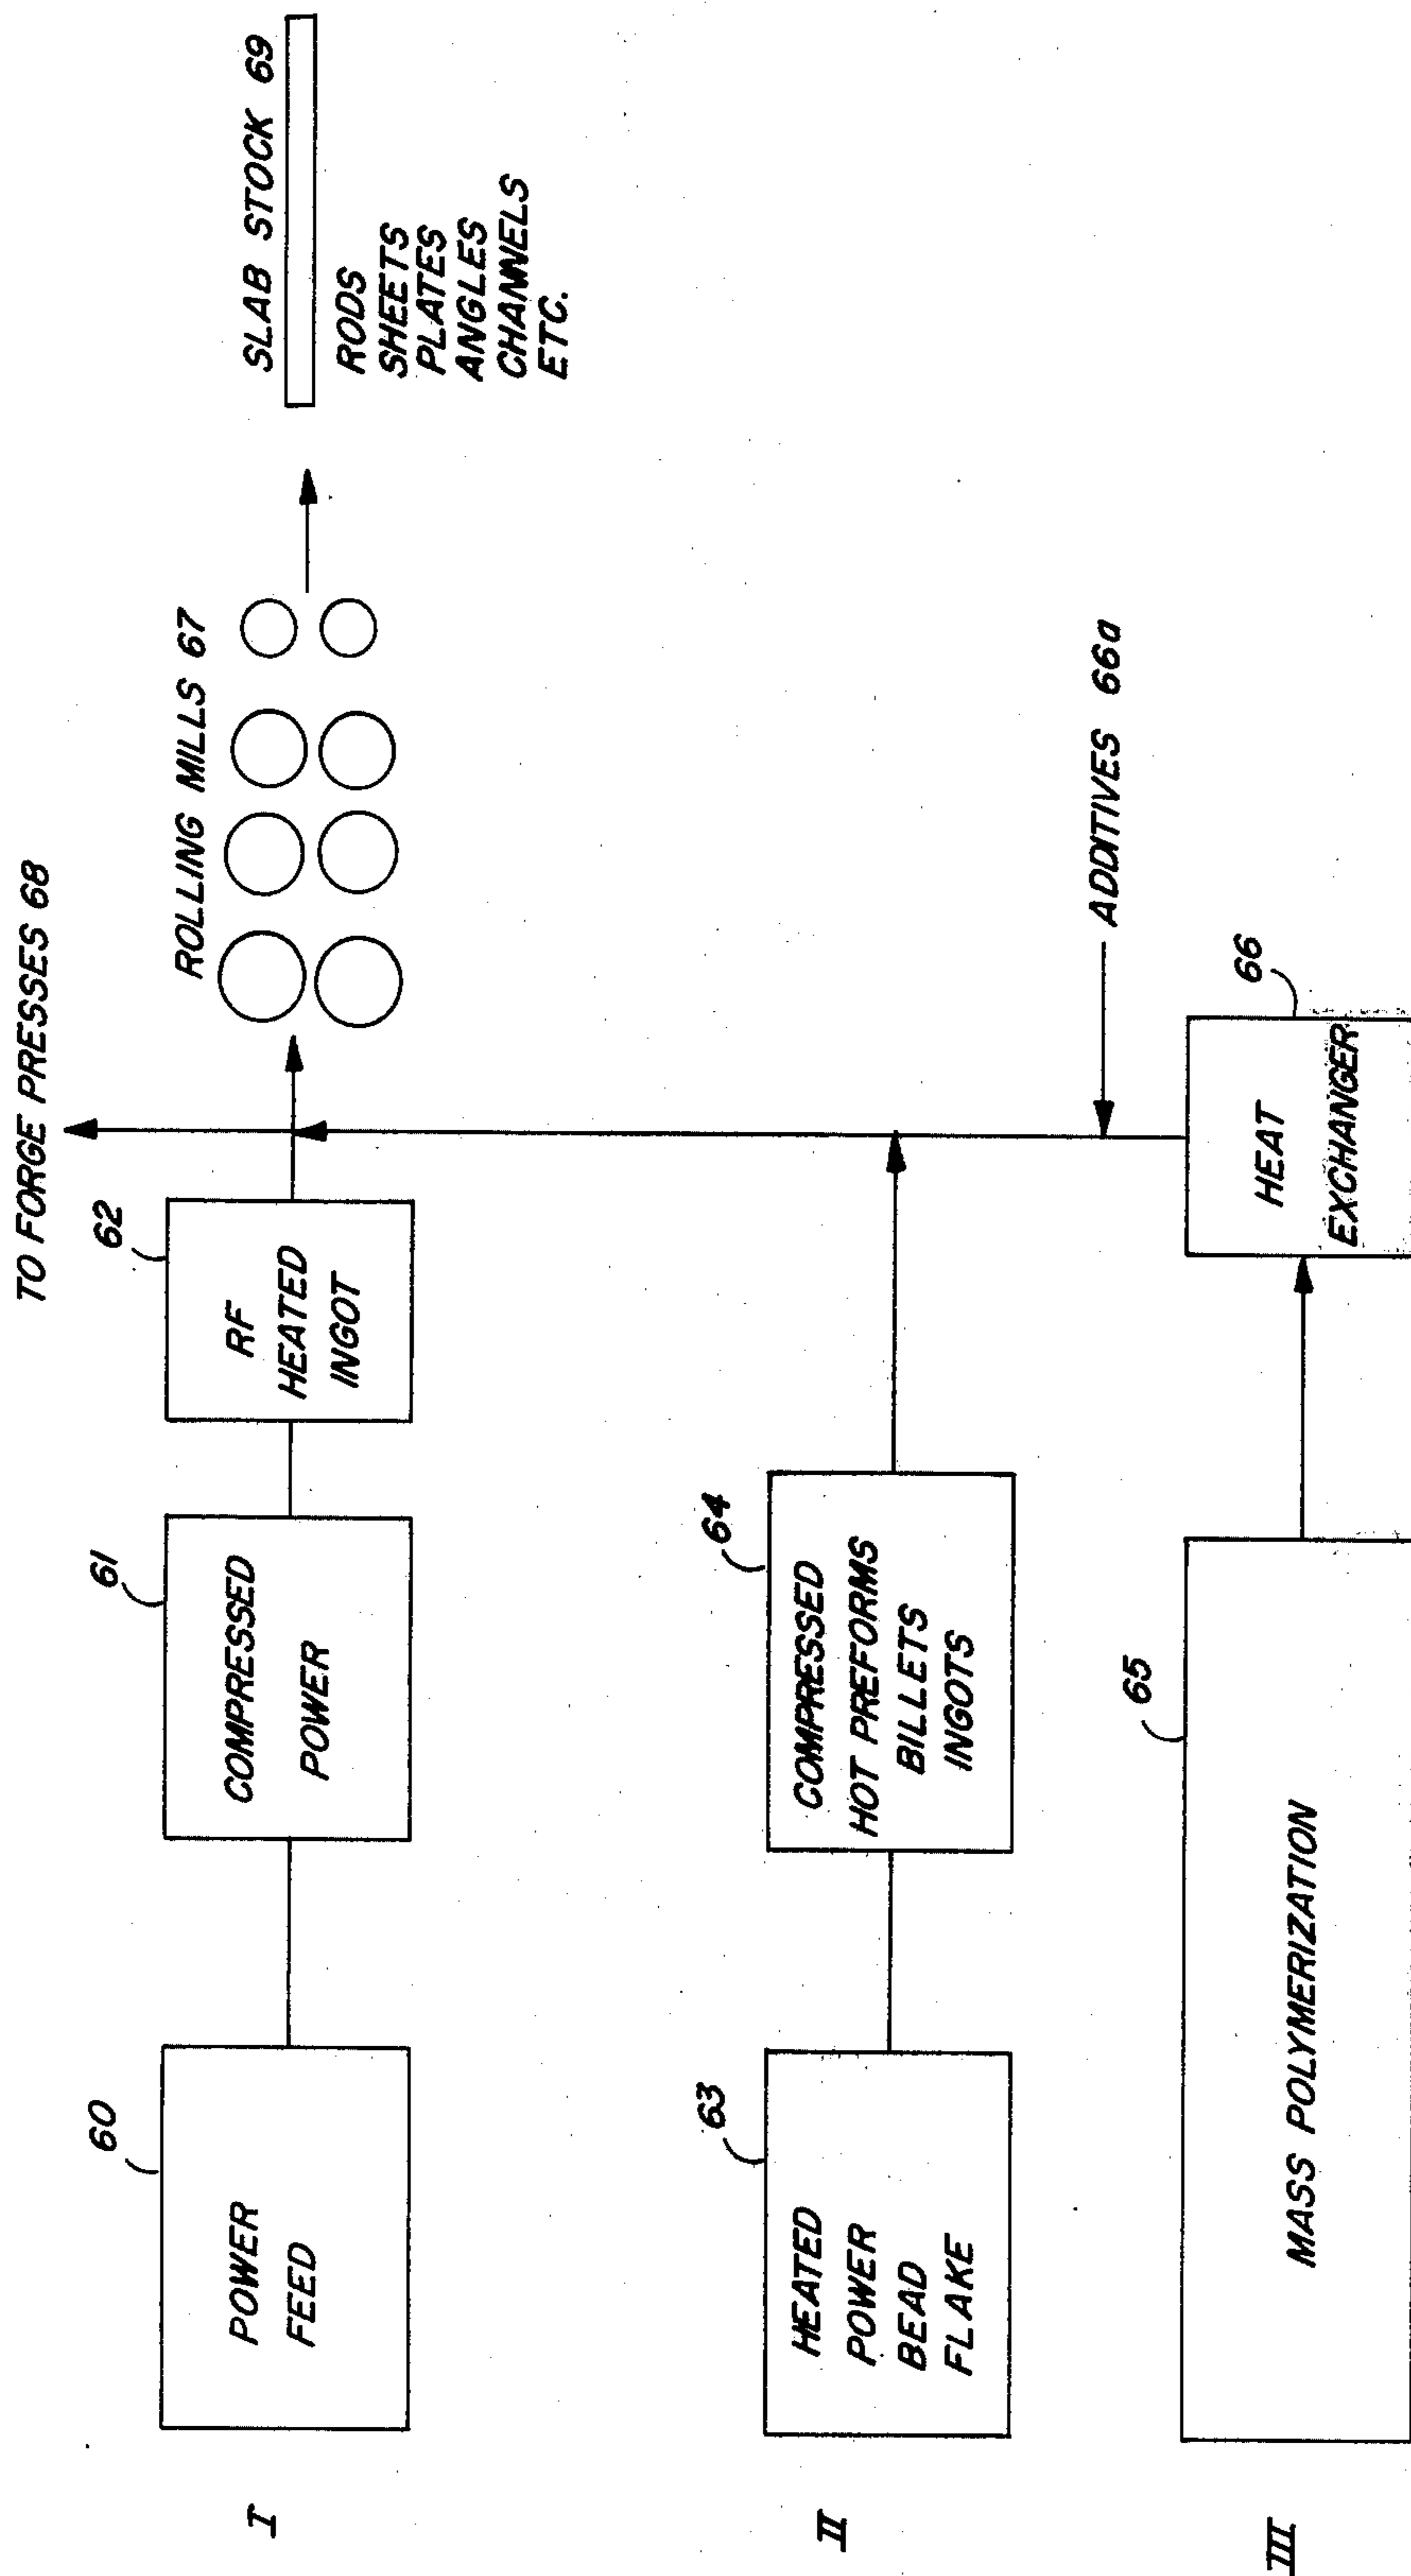 TO FORGE PRESSES 68
ROLLING MILLS 67
SLAB STOCK 69
RODS
SHEETS
PLATES
ANGLES
CHANNELS
ETC.
I
60
POWER
FEED
61
COMPRESSED
POWER
62
RF
HEATED
INGOT
II
63
HEATED
POWER
BEAD
FLAKE
64
COMPRESSED
HOT PREFORMS
BILLETS
INGOTS
ADDITIVES 66a
III
65
MASS POLYMERIZATION
66
HEAT
EXCHANGER